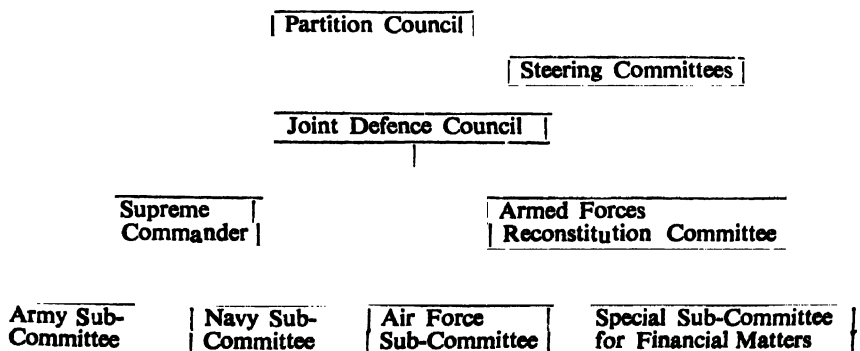 Partition Council
Steering Committees
Joint Defence Council
Supreme
Commander
Armed Forces
Reconstitution Committee
Army Sub-
Committee
Navy Sub-
Committee
Air Force
Sub-Committee
Special Sub-Committee
for Financial Matters